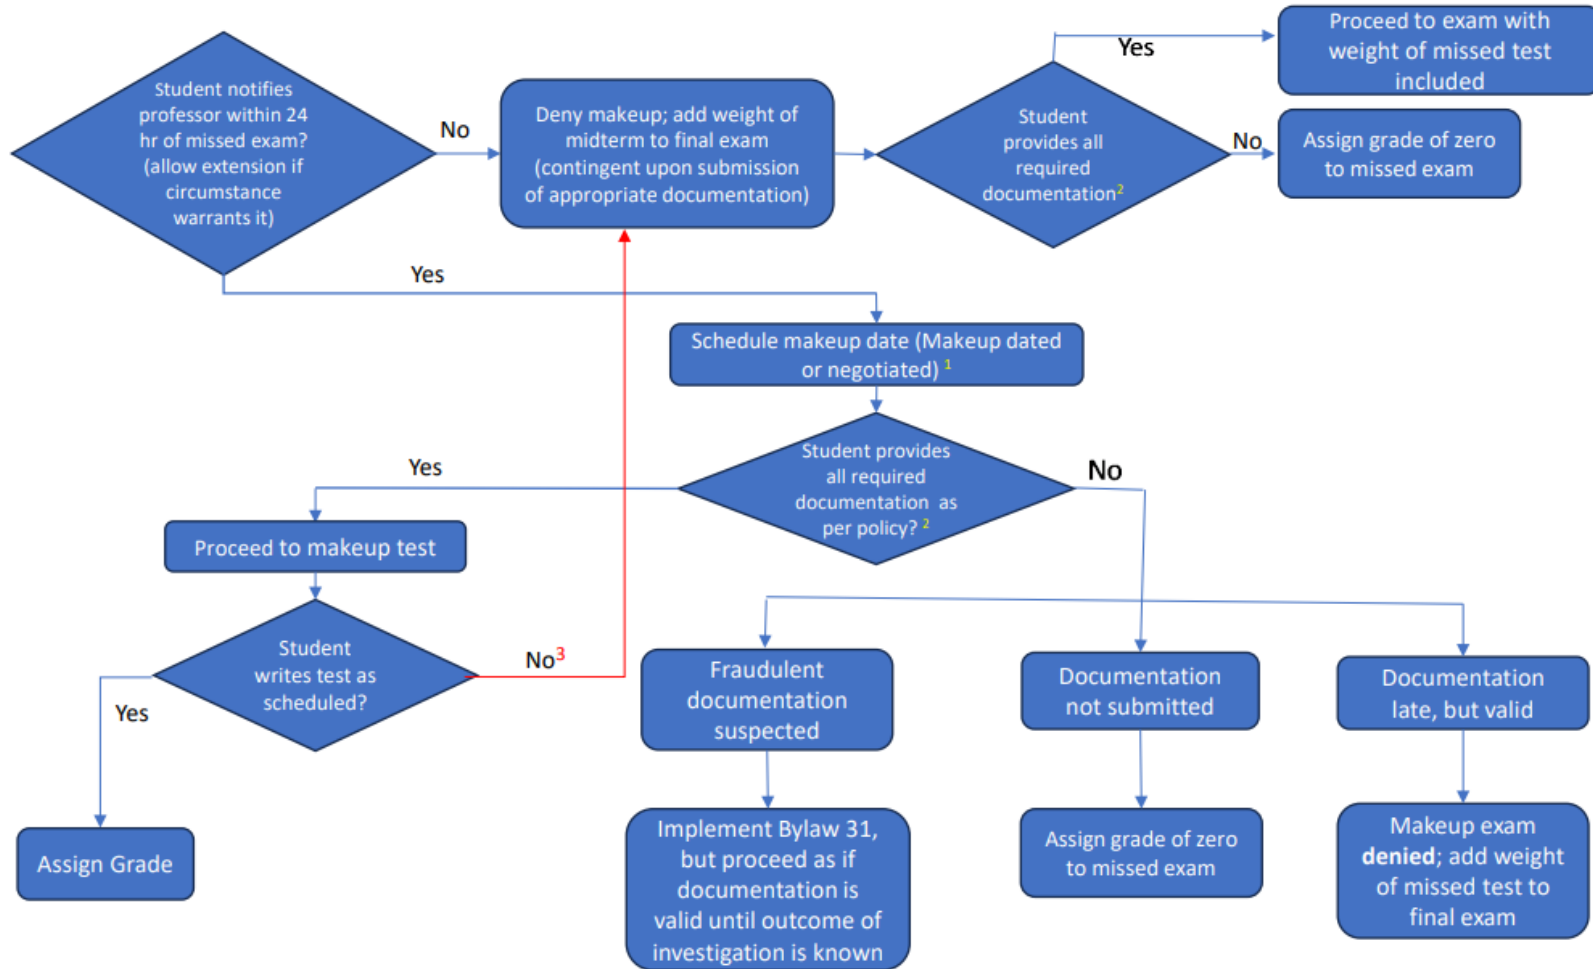 Student notifies
professor within 24
hr of missed exam?
(allow extension if
circumstance
warrants it)
No
Deny makeup; add weight of
midterm to final exam
(contingent upon submission
of appropriate documentation)
Student
provides all
required
documentation²
Yes
Proceed to exam with
weight of missed test
included
No
Assign grade of zero
to missed exam
Yes
Schedule makeup date (Makeup dated
or negotiated) ¹
Student provides
all required
documentation as
per policy? ²
Yes
No
Proceed to makeup test
Student
writes test as
scheduled?
No³
Yes
Assign Grade
Fraudulent
documentation
suspected
Documentation
not submitted
Documentation
late, but valid
Implement Bylaw 31,
but proceed as if
documentation is
valid until outcome of
investigation is known
Assign grade of zero
to missed exam
Makeup exam
denied; add weight
of missed test to
final exam